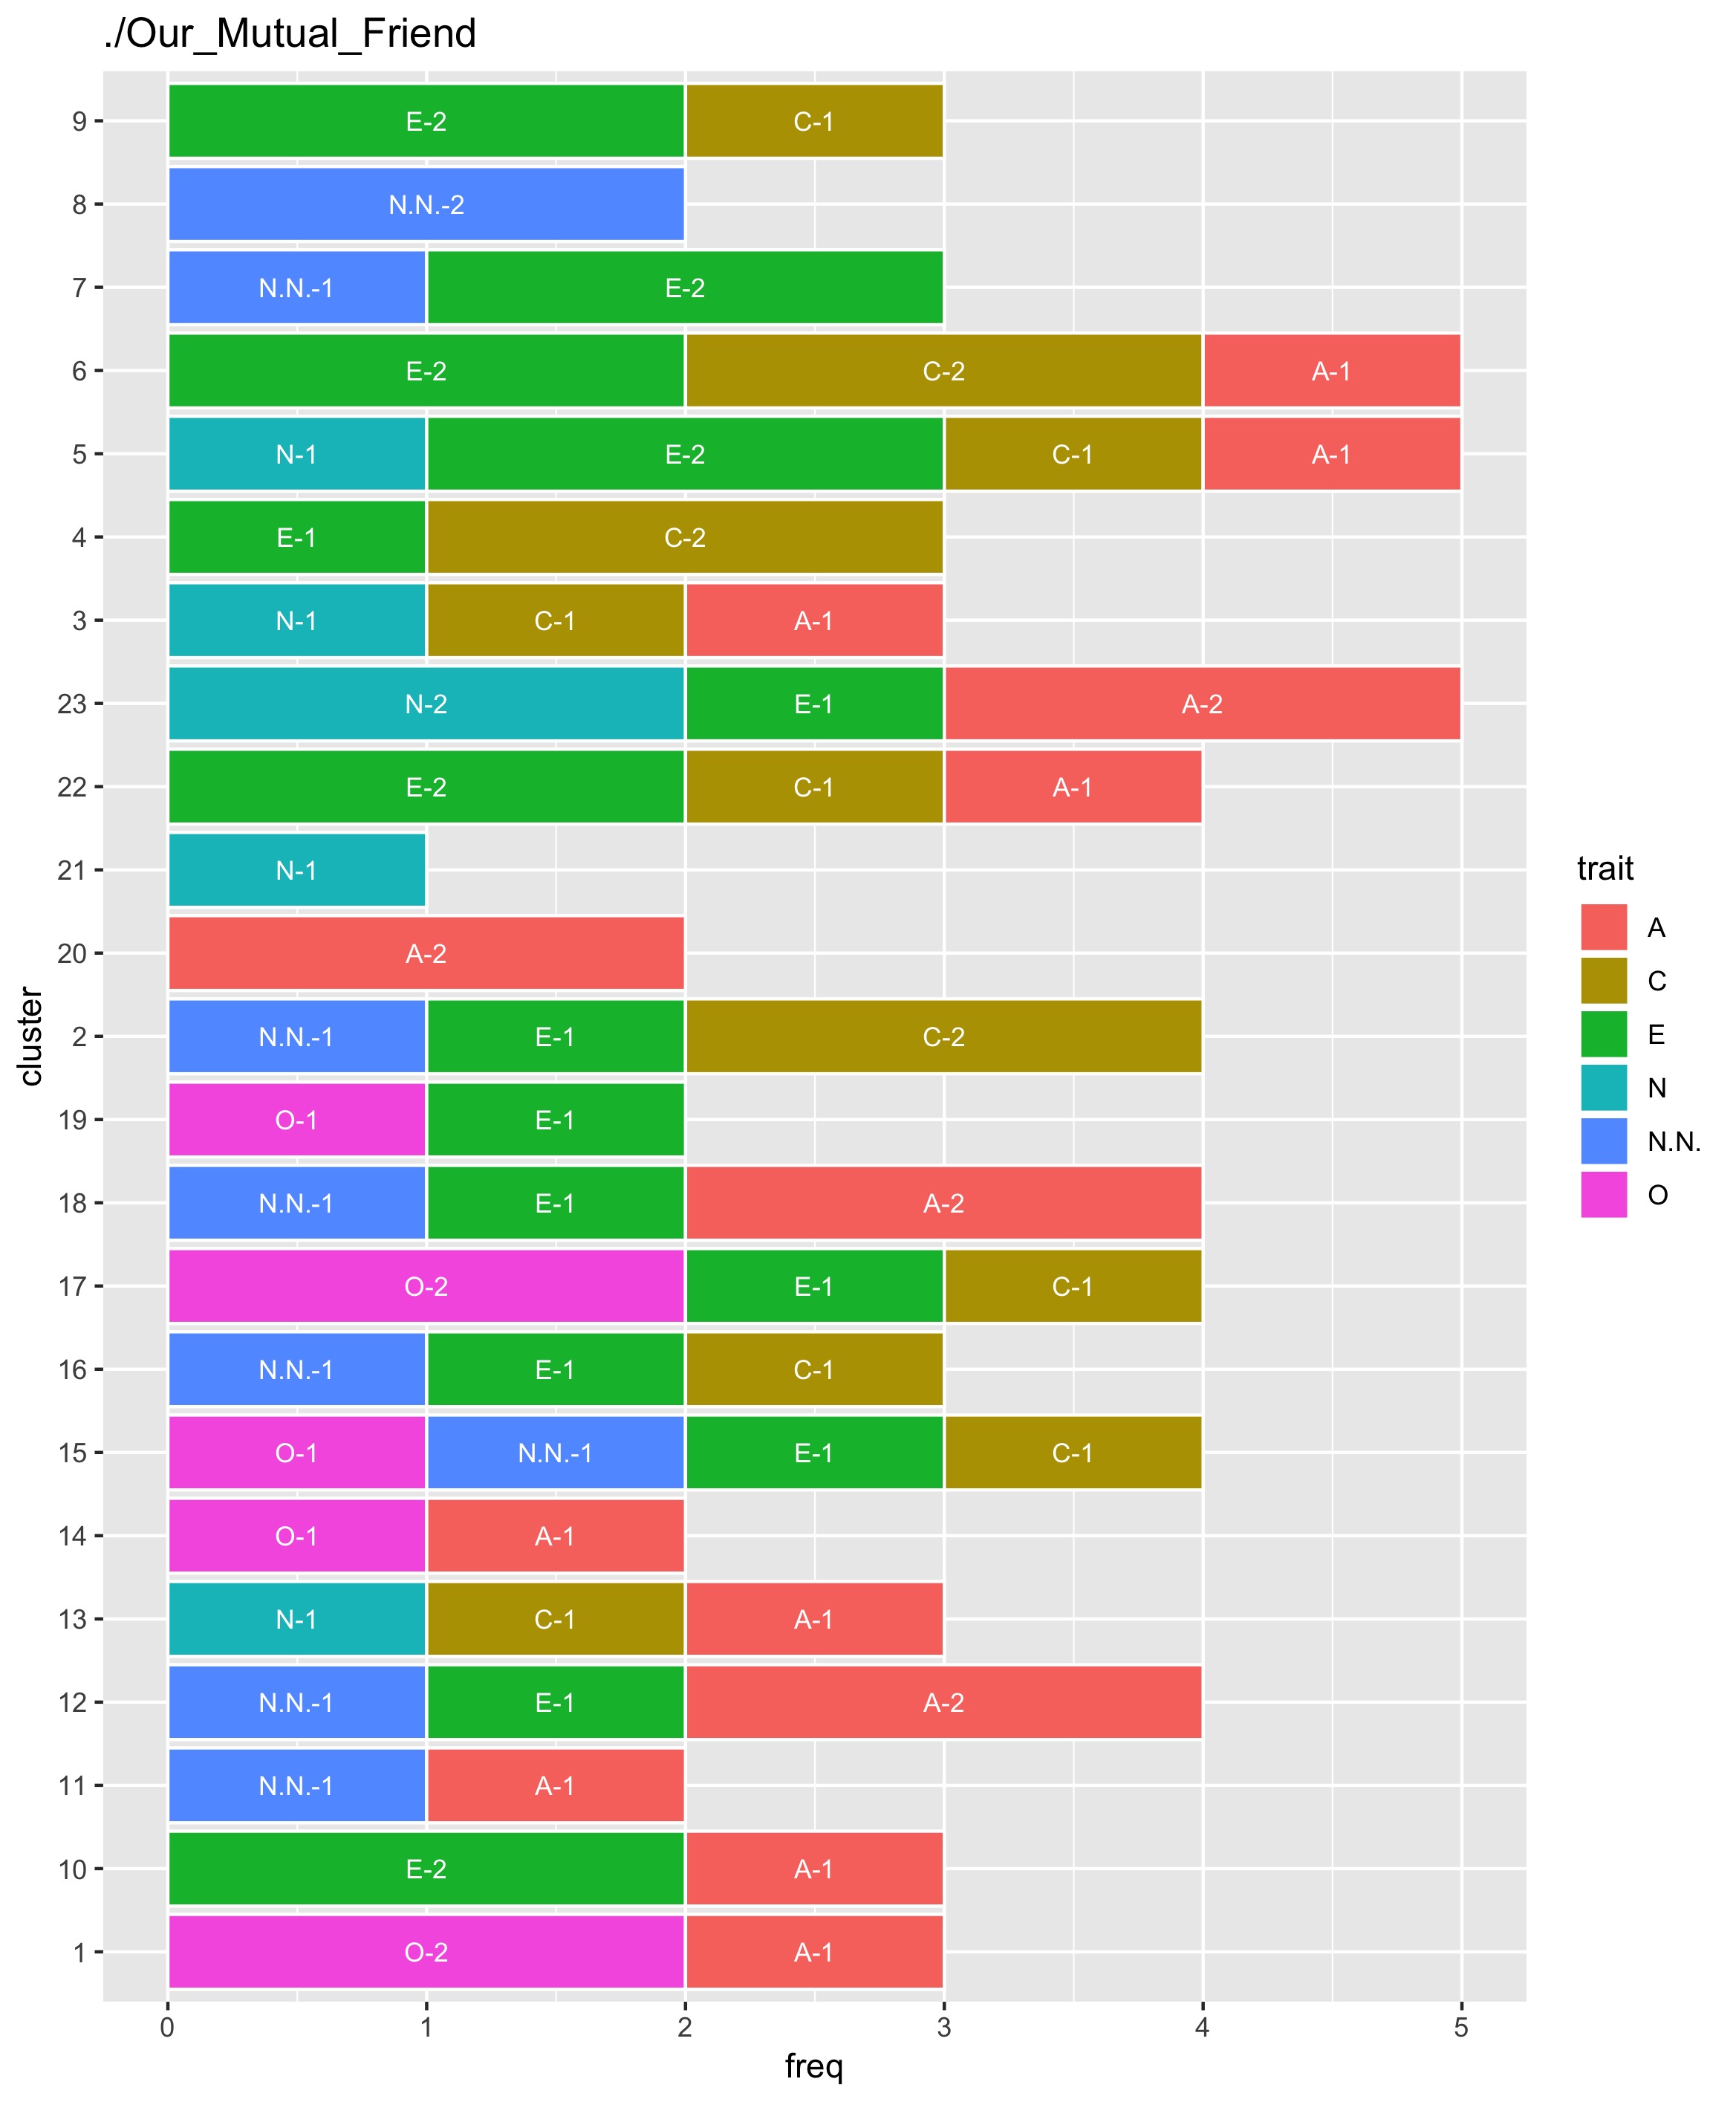 ./Our_Mutual_Friend
9 E-2 C-1
8 N.N.-2
7 N.N.-1 E-2
6 E-2 C-2 A-1
5 N-1 E-2 C-1 A-1
4 E-1 C-2
3 N-1 C-1 A-1
23 N-2 E-1 A-2
22 E-2 C-1 A-1
21 N-1
20 A-2
2 N.N.-1 E-1 C-2
19 O-1 E-1
18 N.N.-1 E-1 A-2
17 O-2 E-1 C-1
16 N.N.-1 E-1 C-1
15 O-1 N.N.-1 E-1 C-1
14 O-1 A-1
13 N-1 C-1 A-1
12 N.N.-1 E-1 A-2
11 N.N.-1 A-1
10 E-2 A-1
1 O-2 A-1
0 1 2 3 4 5
freq
cluster
trait
A
C
E
N
N.N.
O